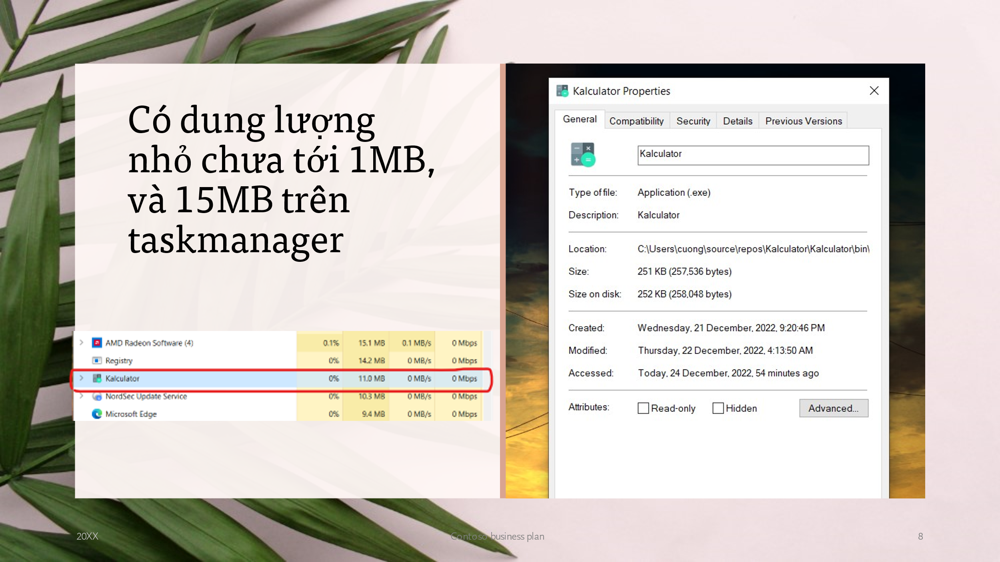 Có dung lượng
nhỏ chưa tới 1MB,
và 15MB trên
taskmanager
AMD Radeon Software (4) 0.1% 15.1 MB 0.1 MB/s 0 Mbps
Registry 0% 14.2 MB 0 MB/s 0 Mbps
Kalculator 0% 11.0 MB 0 MB/s 0 Mbps
NordSec Update Service 0% 10.3 MB 0 MB/s 0 Mbps
Microsoft Edge 0% 9.4 MB 0 MB/s 0 Mbps
Kalculator Properties
General Compatibility Security Details Previous Versions
Kalculator
Type of file: Application (.exe)
Description: Kalculator
Location: C:\Users\cuong\source\repos\Kalculator\Kalculator\bin\
Size: 251 KB (257,536 bytes)
Size on disk: 252 KB (258,048 bytes)
Created: Wednesday, 21 December, 2022, 9:20:46 PM
Modified: Thursday, 22 December, 2022, 4:13:50 AM
Accessed: Today, 24 December, 2022, 54 minutes ago
Attributes: Read-only Hidden Advanced...
20XX Contoso business plan 8